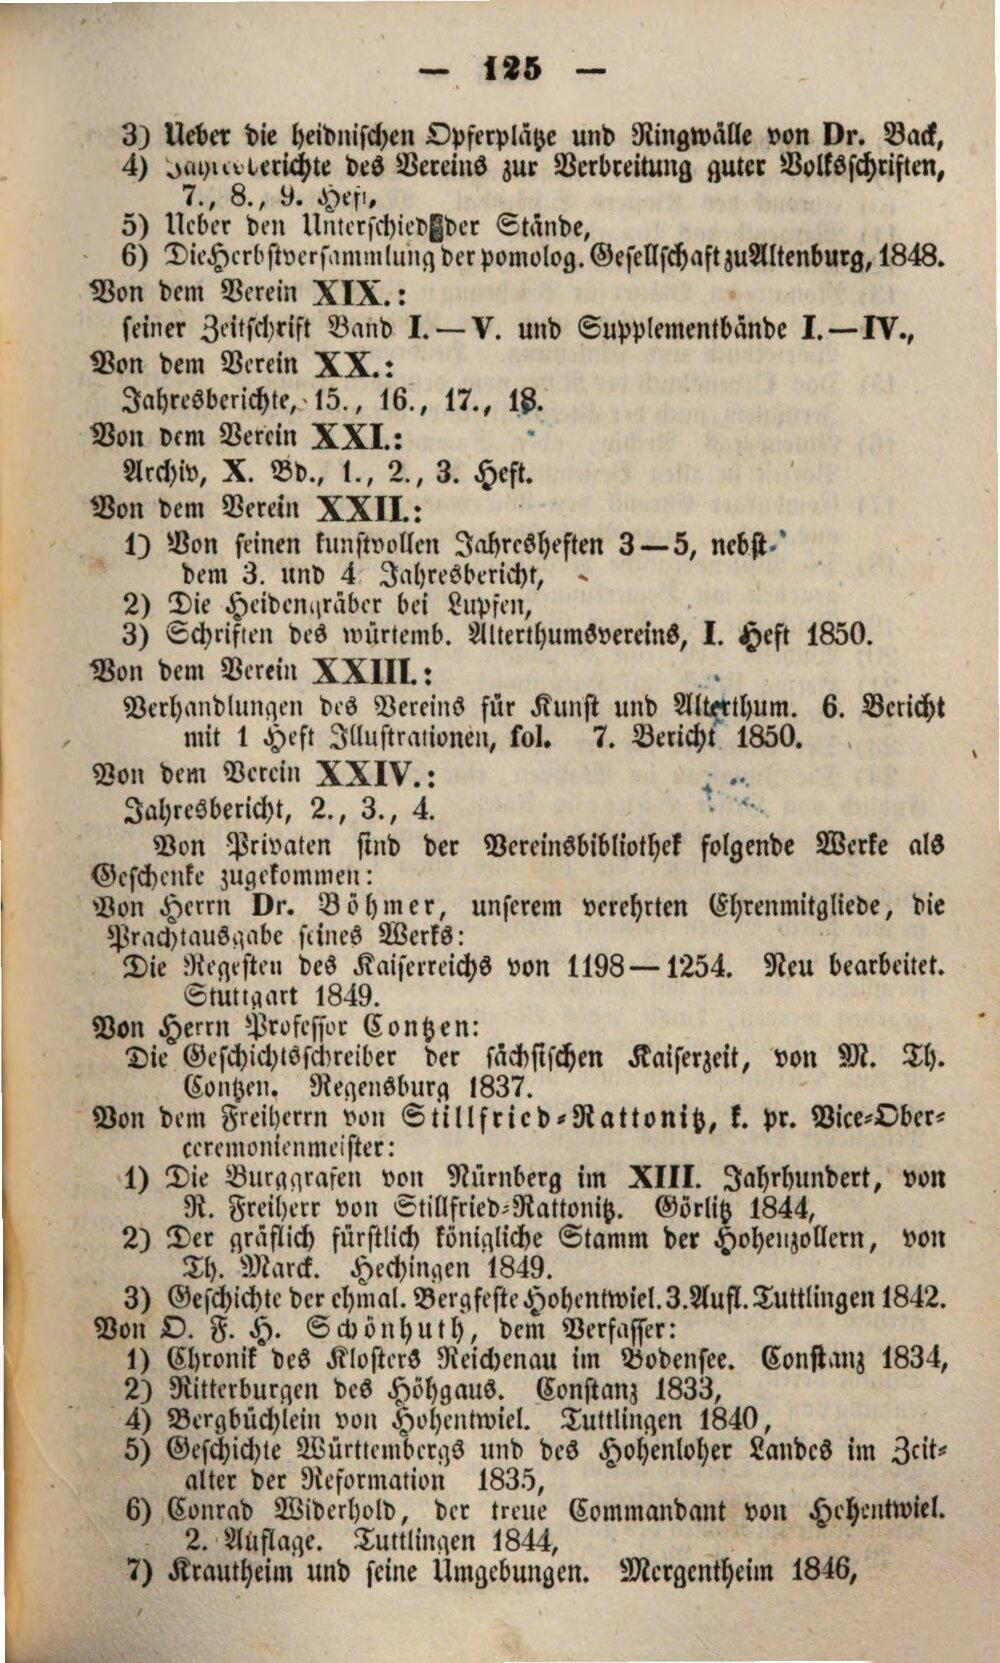 — 125 —
3) Ueber die heidnischen Opferplätze und Ringwälle von Dr. Back,
4) Jahresberichte des Vereins zur Verbreitung guter Volksschriften,
7., 8., 9. Heft,
5) Ueber den Unterschied der Stände,
6) Die Herbstversammlung der pomolog. Gesellschaft zu Altenburg, 1848.
Von dem Verein XIX.:
seiner Zeitschrift Band I. — V. und Supplementbände I. — IV.,
Von dem Verein XX.:
Jahresberichte, 15., 16., 17., 18.
Von dem Verein XXI.:
Archiv, X. Bd., 1., 2., 3. Heft.
Von dem Verein XXII.:
1) Von seinen kunstvollen Jahresheften 3 — 5, nebst
dem 3. und 4. Jahresbericht,
2) Die Heidengräber bei Lupfen,
3) Schriften des würtemb. Alterthumsvereins, I. Heft 1850.
Von dem Verein XXIII.:
Verhandlungen des Vereins für Kunst und Alterthum. 6. Bericht
mit 1 Heft Illustrationen, fol. 7. Bericht 1850.
Von dem Verein XXIV.:
Jahresbericht, 2., 3., 4.
Von Privaten sind der Vereinsbibliothek folgende Werke als
Geschenke zugekommen:
Von Herrn Dr. Böhmer, unserem verehrten Ehrenmitgliede, die
Prachtausgabe seines Werks:
Die Regesten des Kaiserreichs von 1198 — 1254. Neu bearbeitet.
Stuttgart 1849.
Von Herrn Professor Contzen:
Die Geschichtsschreiber der sächsischen Kaiserzeit, von M. Th.
Contzen. Regensburg 1837.
Von dem Freiherrn von Stillfried-Rattonitz, k. pr. Vice-Ober-
ceremonienmeister:
1) Die Burggrafen von Nürnberg im XIII. Jahrhundert, von
R. Freiherr von Stillfried-Rattonitz. Görlitz 1844,
2) Der gräflich fürstlich königliche Stamm der Hohenzollern, von
Th. Marck. Hechingen 1849.
3) Geschichte der ehmal. Bergfeste Hohentwiel. 3. Aufl. Tuttlingen 1842.
Von O. F. H. Schönhuth, dem Verfasser:
1) Chronik des Klosters Reichenau im Bodensee. Constanz 1834,
2) Ritterburgen des Höhgaus. Constanz 1833,
4) Bergbüchlein von Hohentwiel. Tuttlingen 1840,
5) Geschichte Württembergs und des Hohenloher Landes im Zeit-
alter der Reformation 1835,
6) Conrad Widerhold, der treue Commandant von Hohentwiel.
2. Auflage. Tuttlingen 1844,
7) Krautheim und seine Umgebungen. Mergentheim 1846,